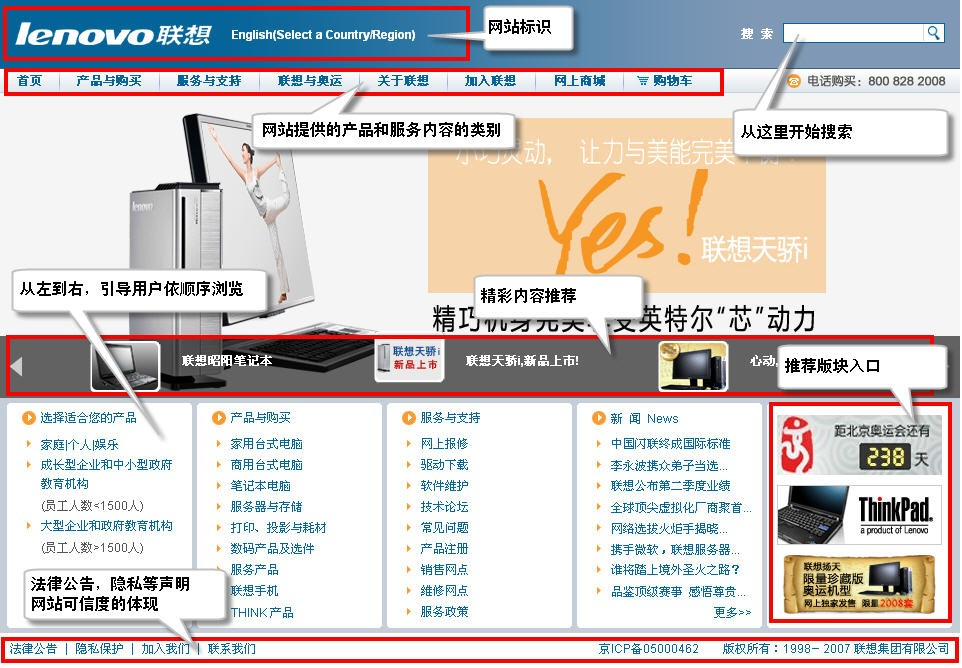 lenovo联想 English(Select a Country/Region)
网站标识
搜 索
首页 产品与购买 服务与支持 联想与奥运 关于联想 加入联想 网上商城 购物车
电话购买：800 828 2008
网站提供的产品和服务内容的类别
从这里开始搜索
小巧灵动， 让力与美能完美
lenovo
Yes!
联想天骄i
从左到右，引导用户依顺序浏览
精彩内容推荐
精巧机身完美 受英特尔“芯”动力
联想昭阳笔记本
联想天骄i
新品上市
联想天骄i,新品上市!
心动,
推荐版块入口
选择适合您的产品
家庭|个人|娱乐
成长型企业和中小型政府
教育机构
(员工人数<1500人)
大型企业和政府教育机构
(员工人数>1500人)
法律公告，隐私等声明
网站可信度的体现
产品与购买
家用台式电脑
商用台式电脑
笔记本电脑
服务器与存储
打印、投影与耗材
数码产品及选件
服务产品
联想手机
THINK 产品
服务与支持
网上报修
驱动下载
软件维护
技术论坛
常见问题
产品注册
销售网点
维修网点
服务政策
新 闻 News
中国闪联终成国际标准
李永波携众弟子当选...
联想公布第二季度业绩
全球顶尖虚拟化厂商聚首...
网络选拔火炬手揭晓...
携手微软，联想服务器...
谁将踏上境外圣火之路？
品鉴顶级赛事 感悟尊贵...
更多>>
距北京奥运会还有
238 天
ThinkPad.
a product of Lenovo
联想扬天
限量珍藏版
奥运机型
网上独家发售 限量2008套
法律公告 | 隐私保护 | 加入我们 | 联系我们
京ICP备05000462 版权所有：1998- 2007 联想集团有限公司